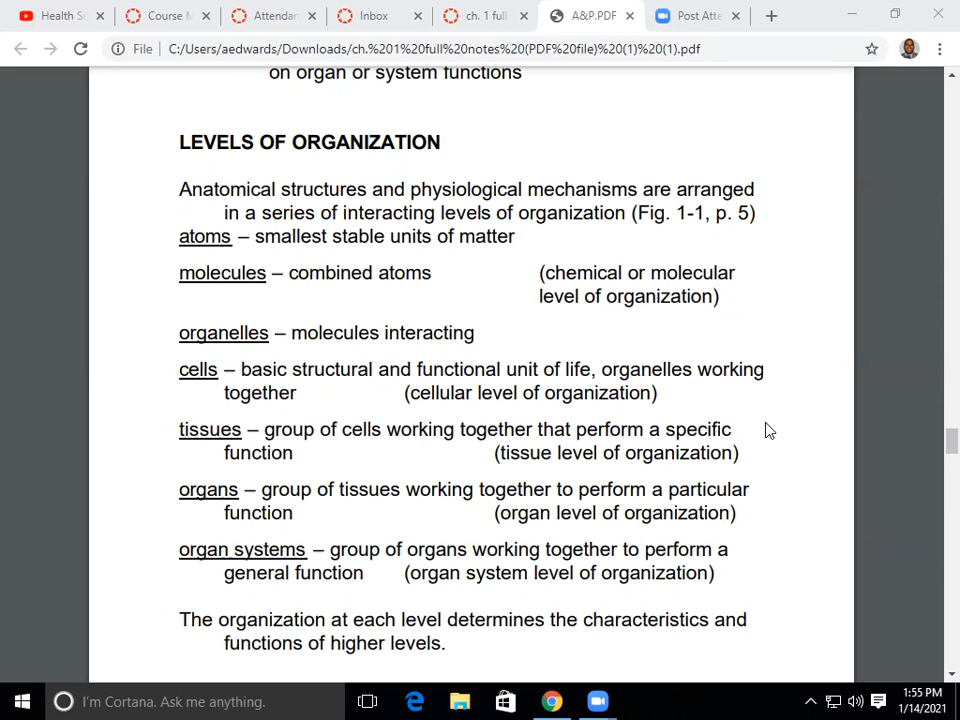 Health Sc
Course M
Attendan
Inbox
ch. 1 full
A&P.PDF
Post Atte
File
C:/Users/aedwards/Downloads/ch.%201%20full%20notes%20(PDF%20file)%20(1)%20(1).pdf
on organ or system functions
LEVELS OF ORGANIZATION
Anatomical structures and physiological mechanisms are arranged
in a series of interacting levels of organization (Fig. 1-1, p. 5)
atoms – smallest stable units of matter
molecules – combined atoms (chemical or molecular
level of organization)
organelles – molecules interacting
cells – basic structural and functional unit of life, organelles working
together (cellular level of organization)
tissues – group of cells working together that perform a specific
function (tissue level of organization)
organs – group of tissues working together to perform a particular
function (organ level of organization)
organ systems – group of organs working together to perform a
general function (organ system level of organization)
The organization at each level determines the characteristics and
functions of higher levels.
I'm Cortana. Ask me anything.
1:55 PM
1/14/2021